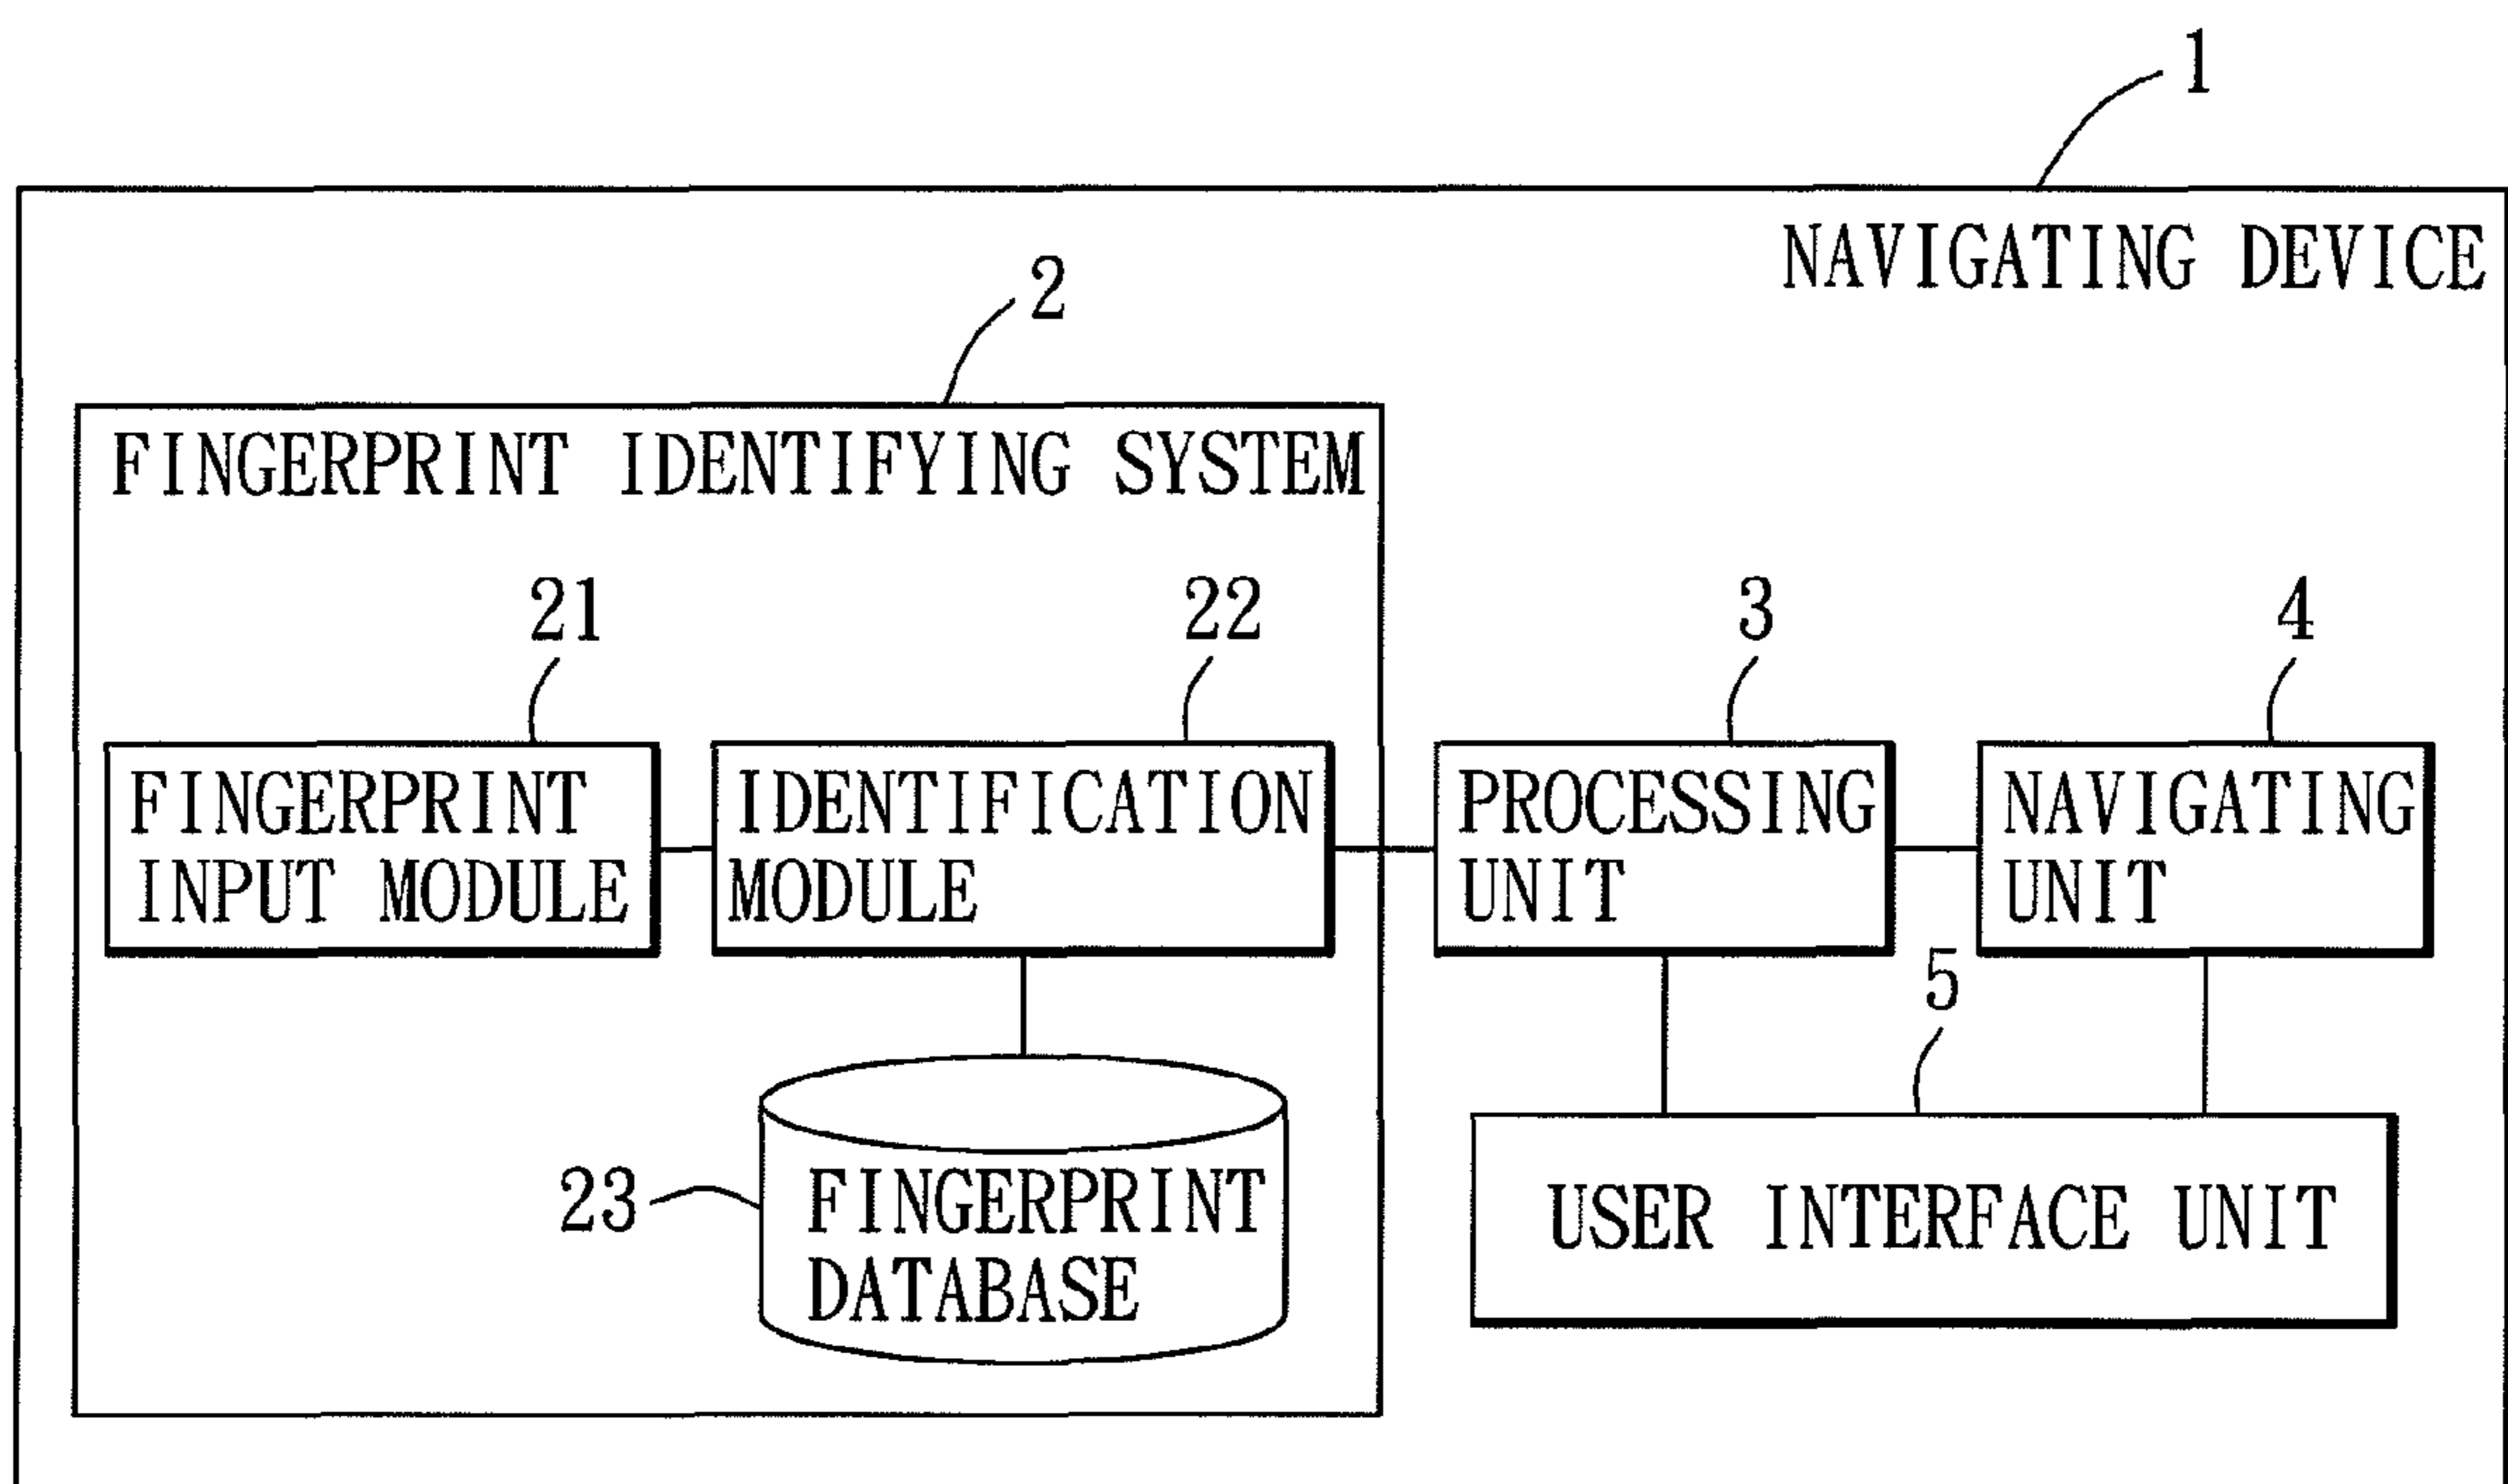 1
NAVIGATING DEVICE
2
FINGERPRINT IDENTIFYING SYSTEM
21
22
3
4
FINGERPRINT
INPUT MODULE
IDENTIFICATION
MODULE
PROCESSING
UNIT
NAVIGATING
UNIT
5
23
FINGERPRINT
DATABASE
USER INTERFACE UNIT